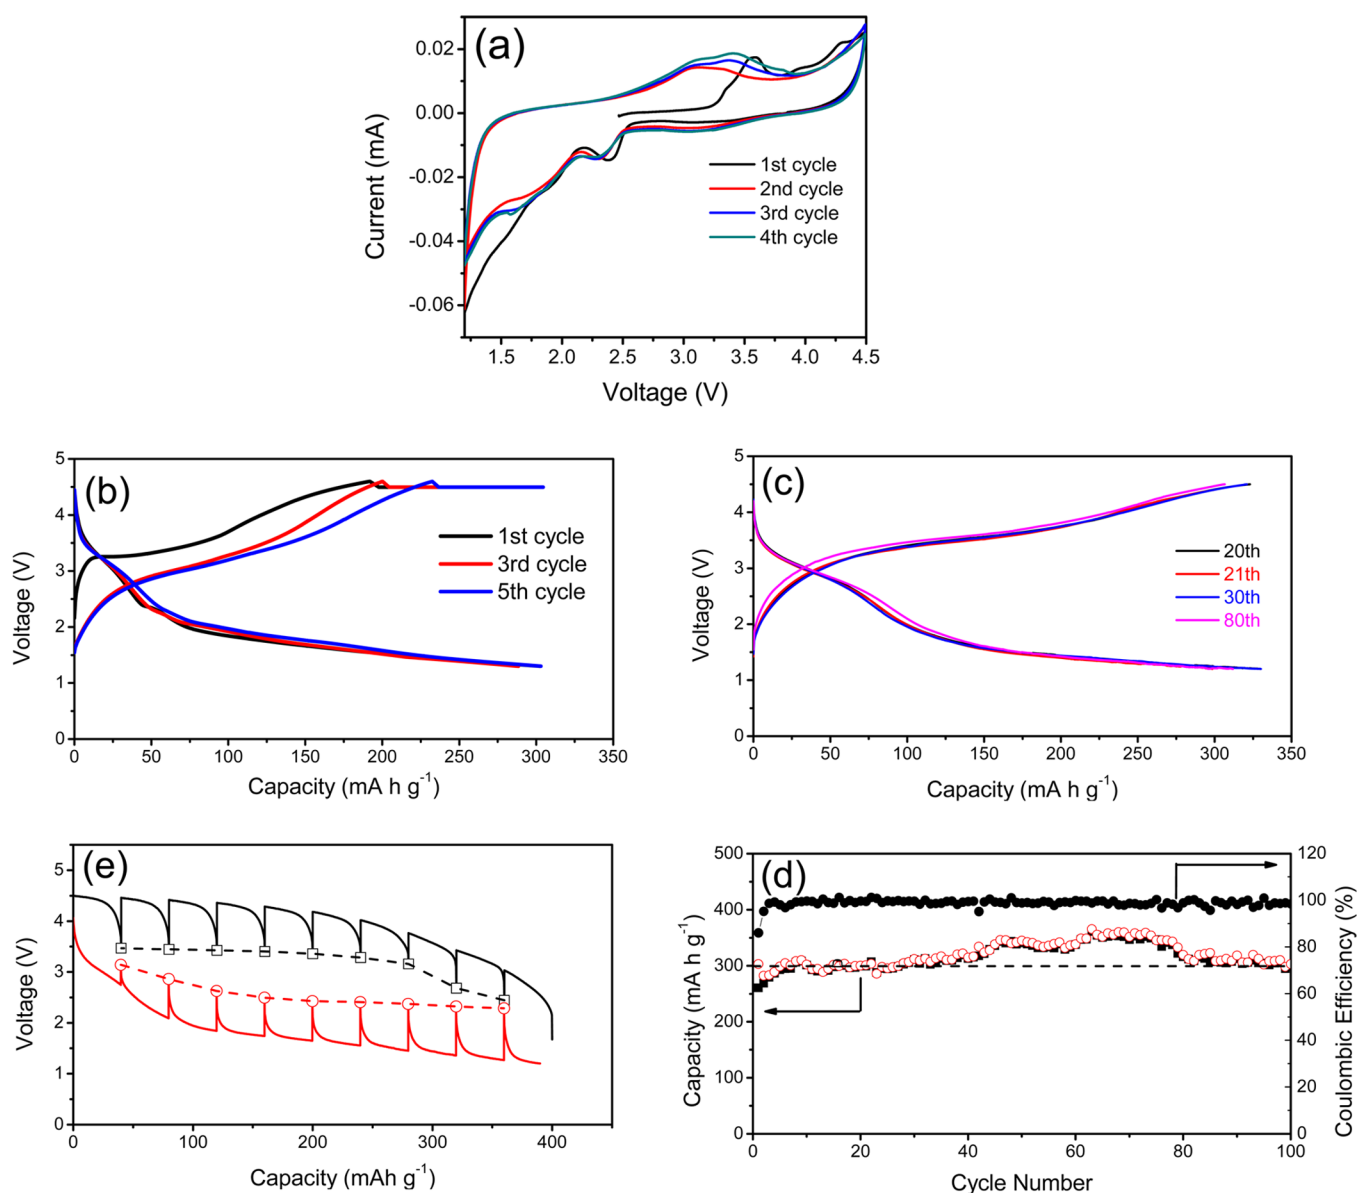 (a)
0.02
0.00
-0.02
-0.04
-0.06
Current (mA)
1st cycle
2nd cycle
3rd cycle
4th cycle
1.5 2.0 2.5 3.0 3.5 4.0 4.5
Voltage (V)
(b)
5
4
3
2
1
0
Voltage (V)
1st cycle
3rd cycle
5th cycle
0 50 100 150 200 250 300 350
Capacity (mA h g⁻¹)
(c)
5
4
3
2
1
0
Voltage (V)
20th
21th
30th
80th
0 50 100 150 200 250 300 350
Capacity (mA h g⁻¹)
(e)
5
4
3
2
1
0
Voltage (V)
0 100 200 300 400
Capacity (mAh g⁻¹)
(d)
500
400
300
200
300
100
0
Capacity (mA h g⁻¹)
120
100
80
60
40
20
0
Coulombic Efficiency (%)
0 20 40 60 80 100
Cycle Number